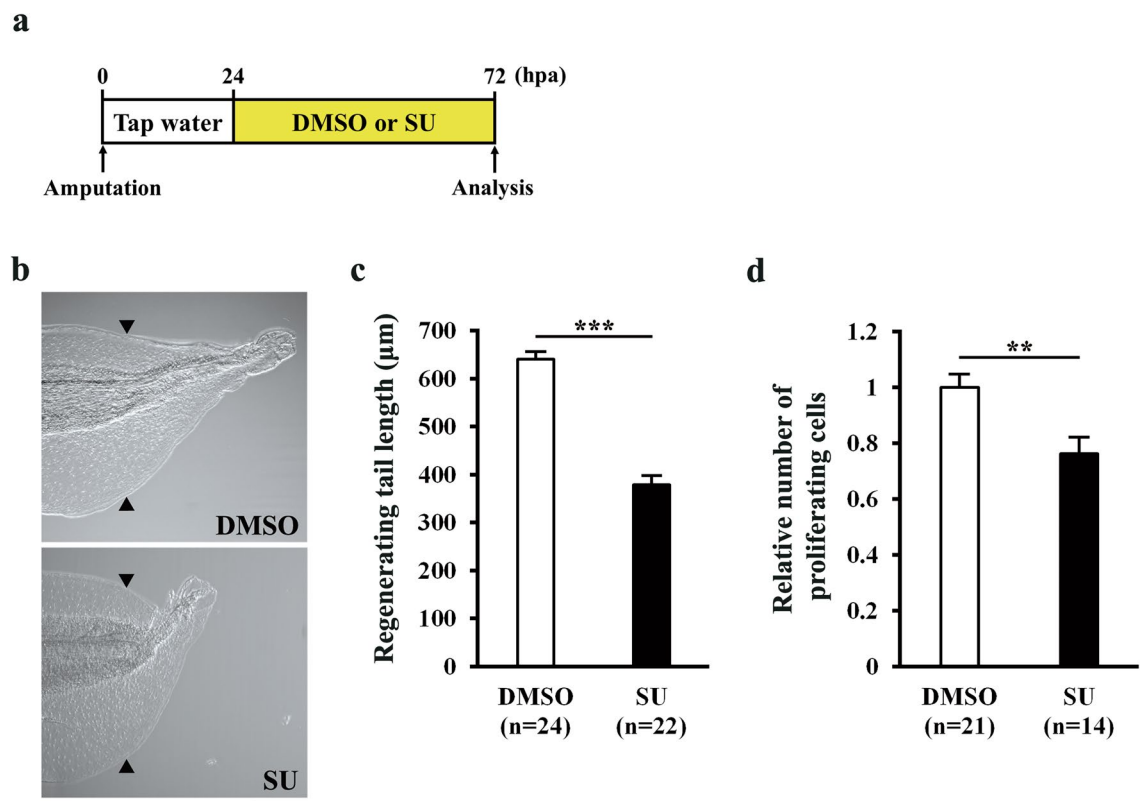 a
0 24 72 (hpa)
Tap water DMSO or SU
Amputation Analysis
b
DMSO
SU
c
Regenerating tail length (μm)
700
600
500
400
300
200
100
0
***
DMSO
(n=24)
SU
(n=22)
d
Relative number of
proliferating cells
1.2
1
0.8
0.6
0.4
0.2
0
**
DMSO
(n=21)
SU
(n=14)